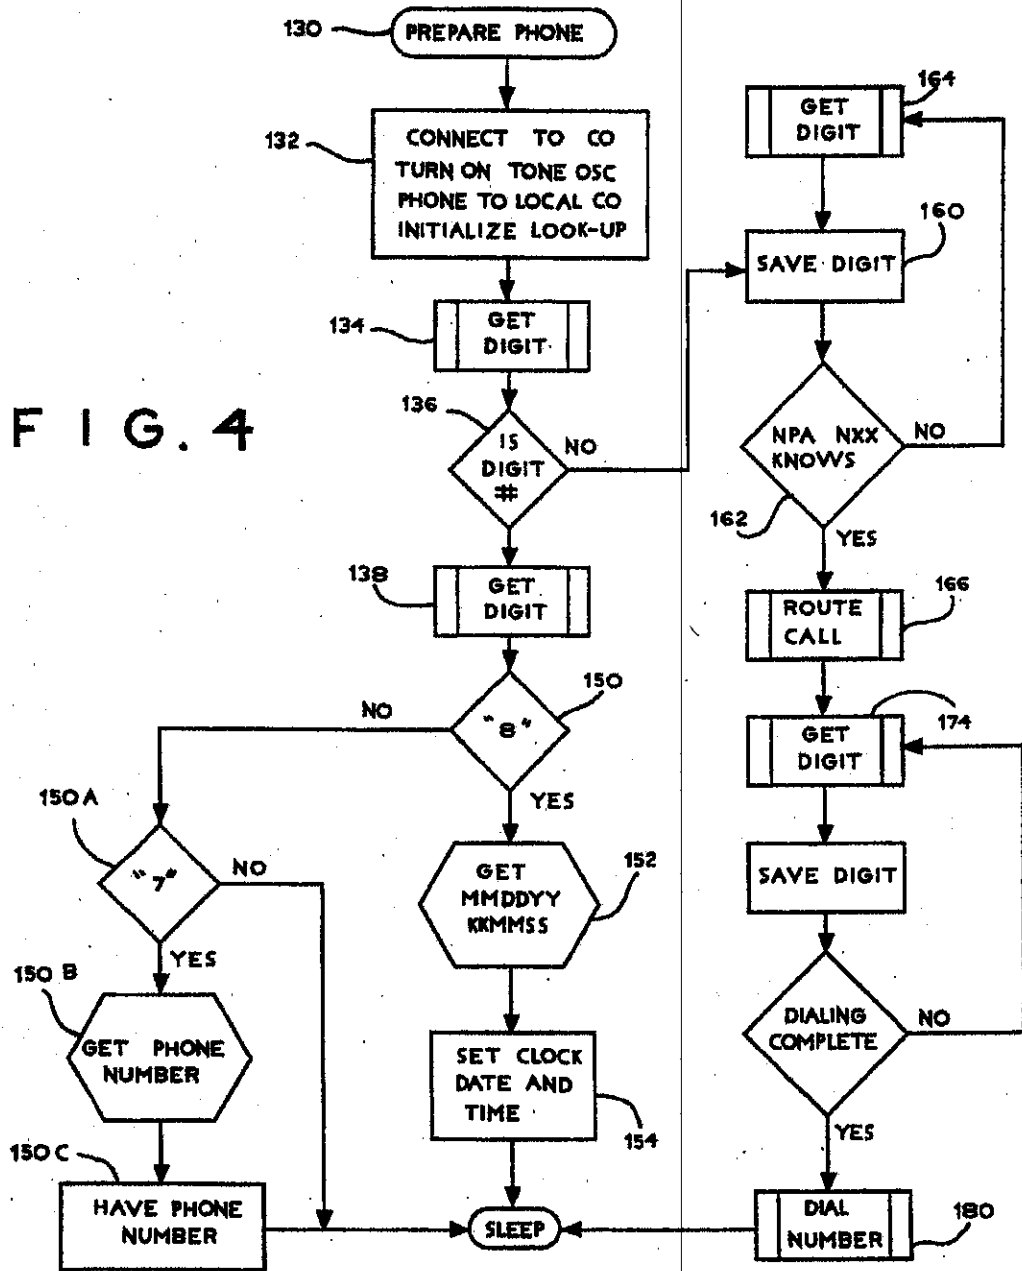 FIG. 4
130
PREPARE PHONE
132
CONNECT TO CO
TURN ON TONE OSC
PHONE TO LOCAL CO
INITIALIZE LOOK-UP
134
GET
DIGIT
136
IS
DIGIT
#
NO
138
GET
DIGIT
150
"8"
NO
YES
150A
"7"
NO
YES
150B
GET PHONE
NUMBER
150C
HAVE PHONE
NUMBER
152
GET
MMDDYY
KKMMSS
SET CLOCK
DATE AND
TIME
154
SLEEP
164
GET
DIGIT
160
SAVE DIGIT
NPA NXX
KNOWS
NO
162
YES
166
ROUTE
CALL
174
GET
DIGIT
SAVE DIGIT
DIALING
COMPLETE
NO
YES
DIAL
NUMBER
180